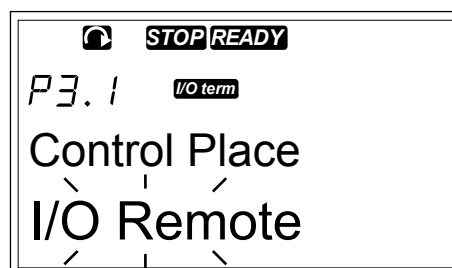 STOP READY
P3.1 I/O term
Control Place
I/O Remote